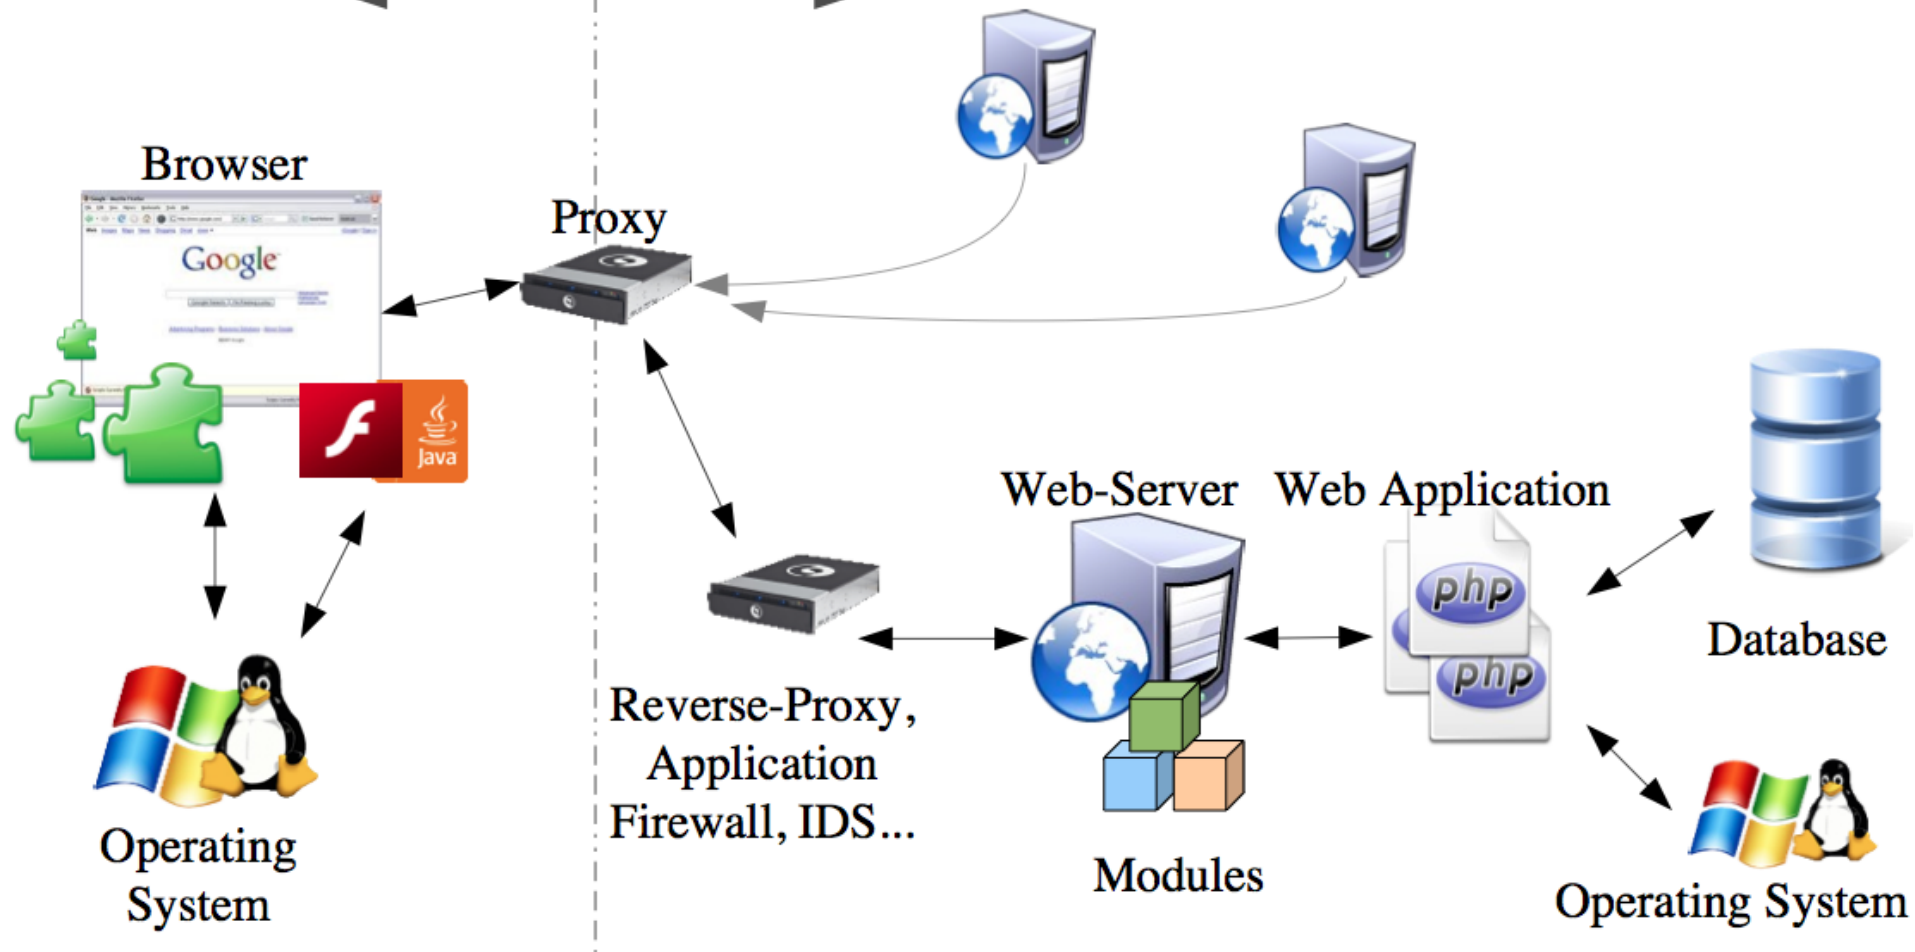 Browser
Proxy
Google
Java
Web-Server
Web Application
php
php
Database
Reverse-Proxy,
Application
Firewall, IDS...
Modules
Operating
System
Operating System